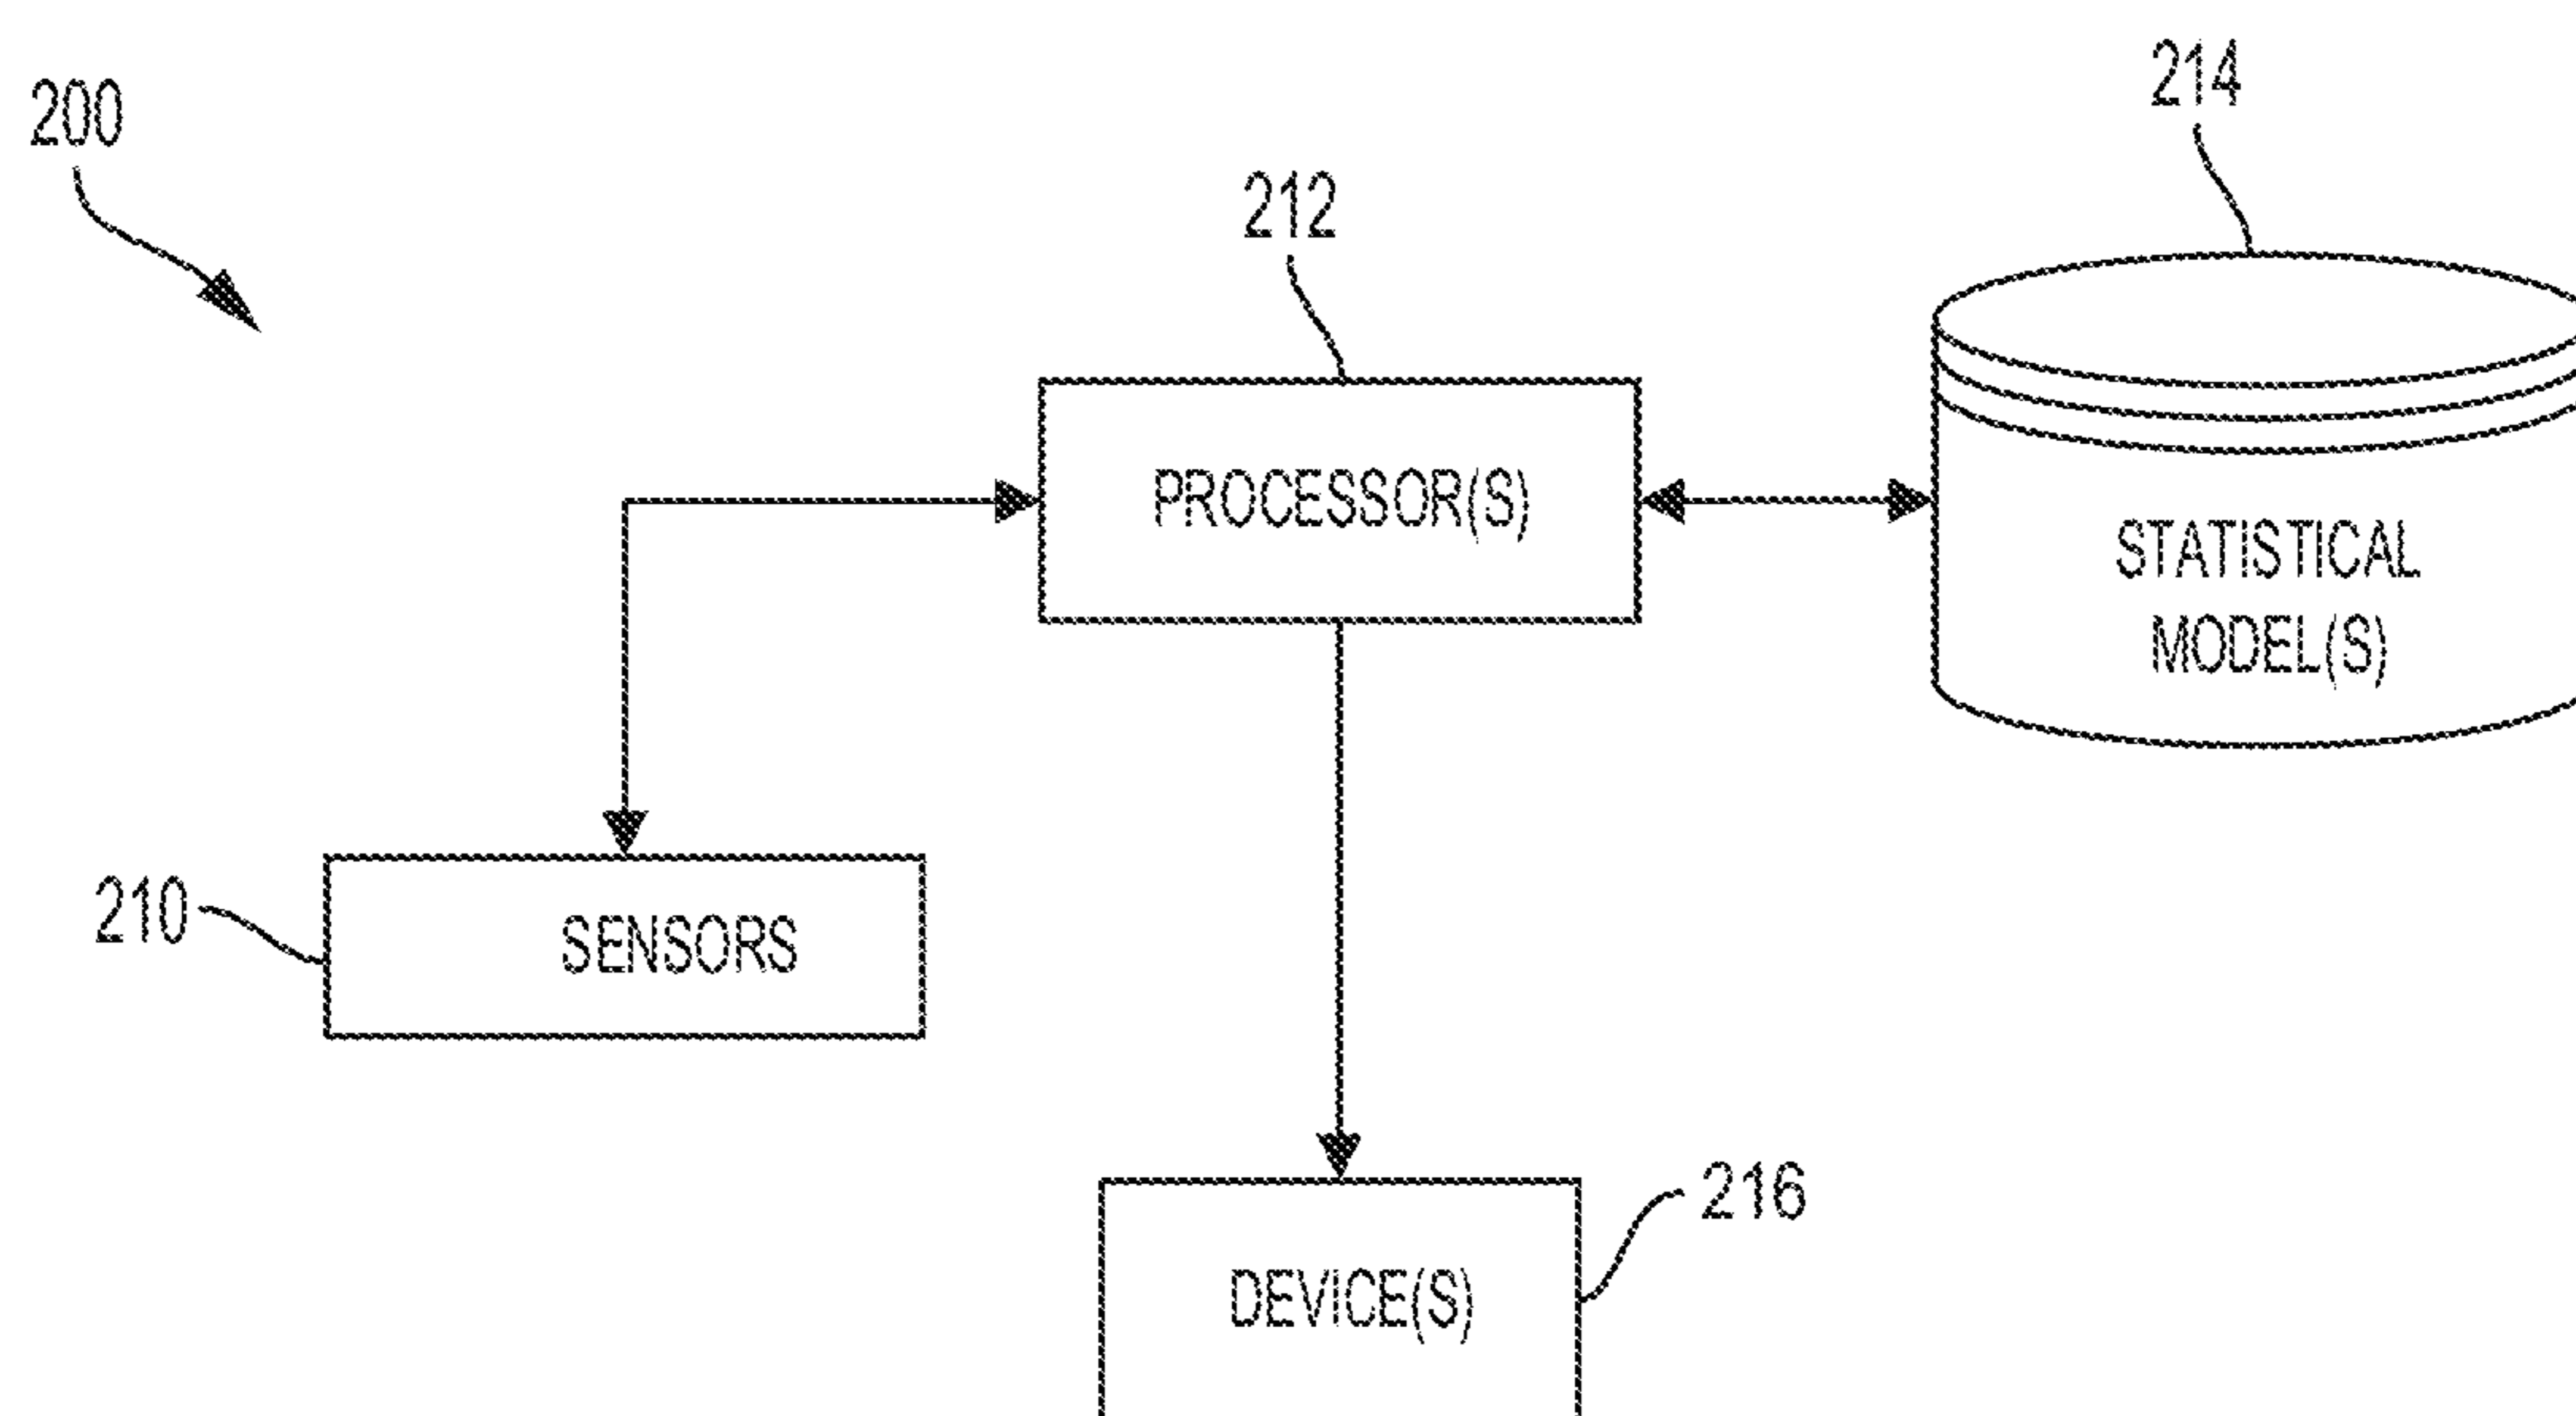 200
214
212
PROCESSOR(S)
STATISTICAL
MODEL(S)
210
SENSORS
216
DEVICE(S)